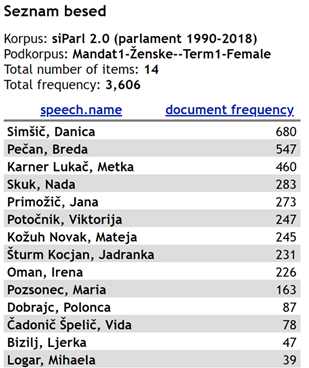 Seznam besed
Korpus: siParl 2.0 (parlament 1990-2018)
Podkorpus: Mandat1-Ženske--Term1-Female
Total number of items: 14
Total frequency: 3,606
speech.name document frequency
Simšič, Danica 680
Pečan, Breda 547
Karner Lukač, Metka 460
Skuk, Nada 283
Primožič, Jana 273
Potočnik, Viktorija 247
Kožuh Novak, Mateja 245
Šturm Kocjan, Jadranka 231
Oman, Irena 226
Pozsonec, Maria 163
Dobrajc, Polonca 87
Čadonič Špelič, Vida 78
Bizilj, Ljerka 47
Logar, Mihaela 39